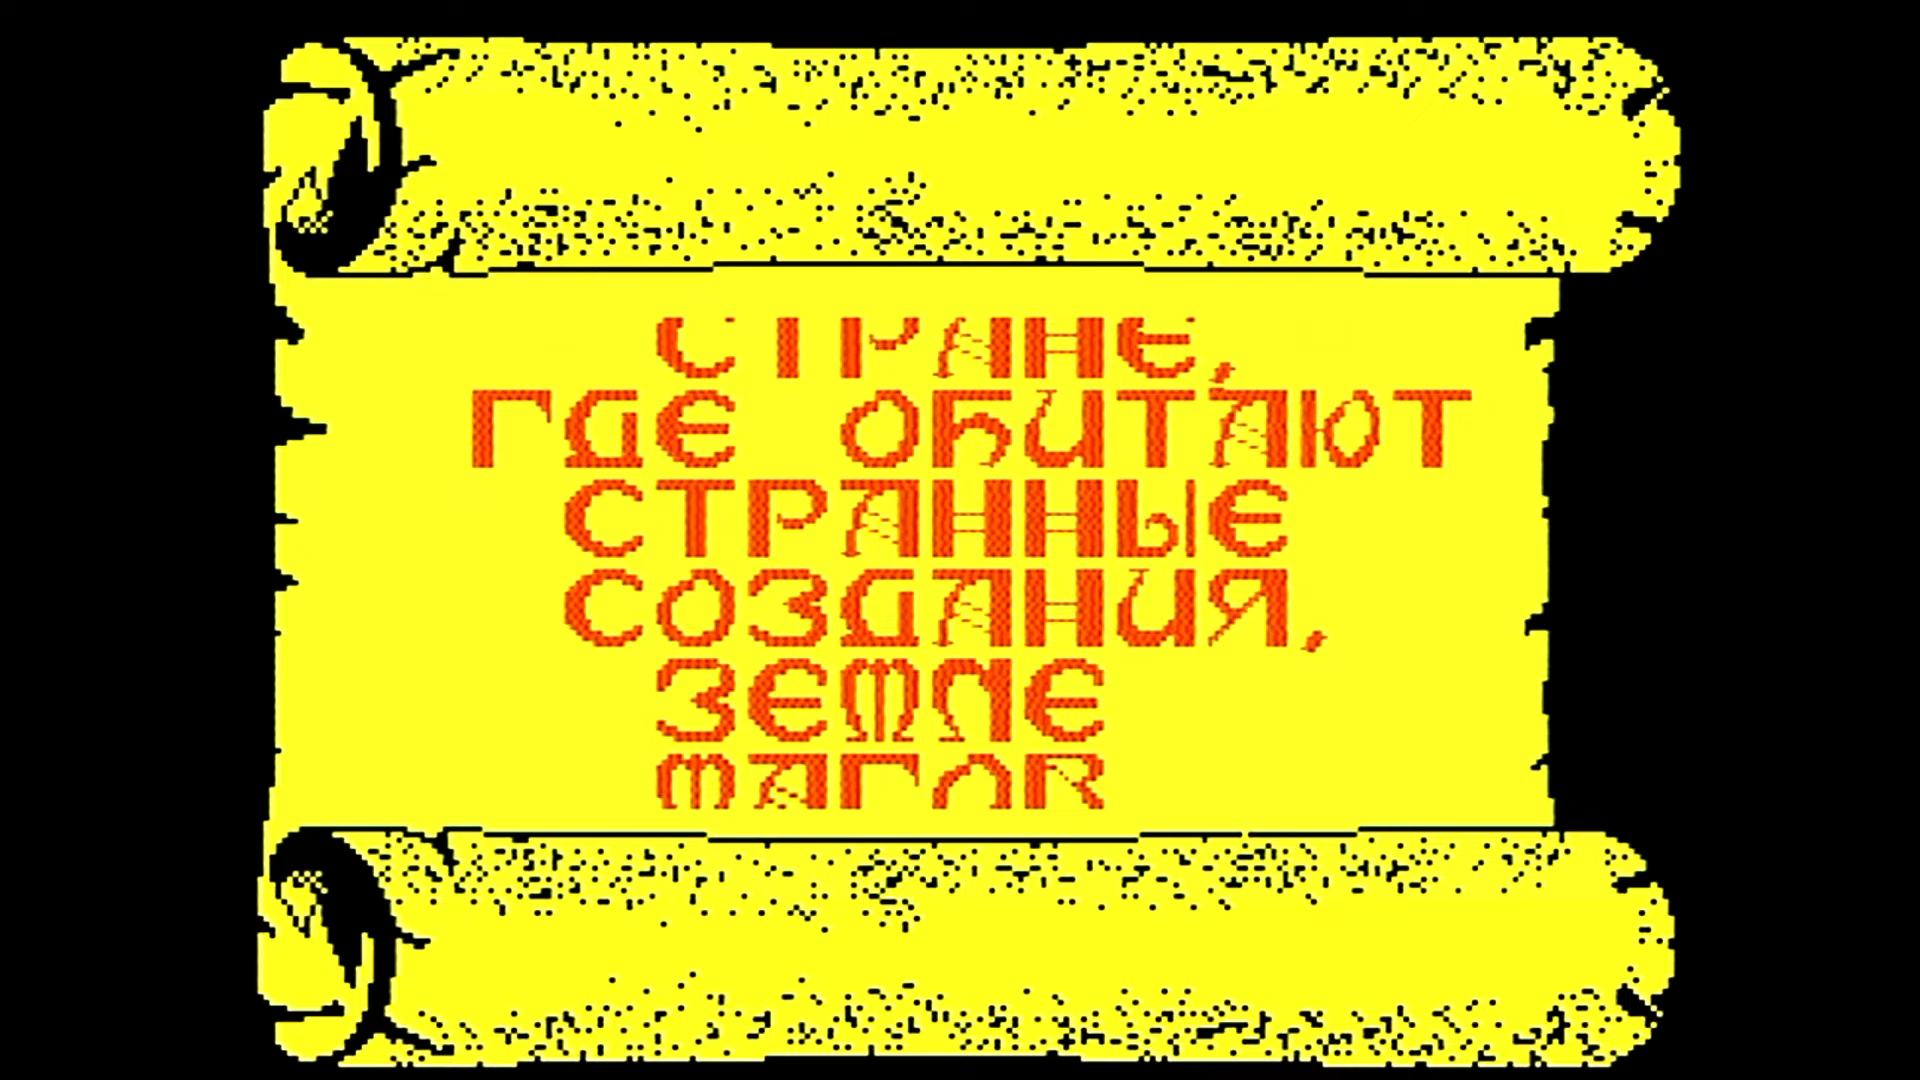 СТРАНЕ,
ГДЕ ОБИТАЮТ
СТРАННЫЕ
СОЗДАНИЯ,
ЗЕМЛЕ
МАГОВ